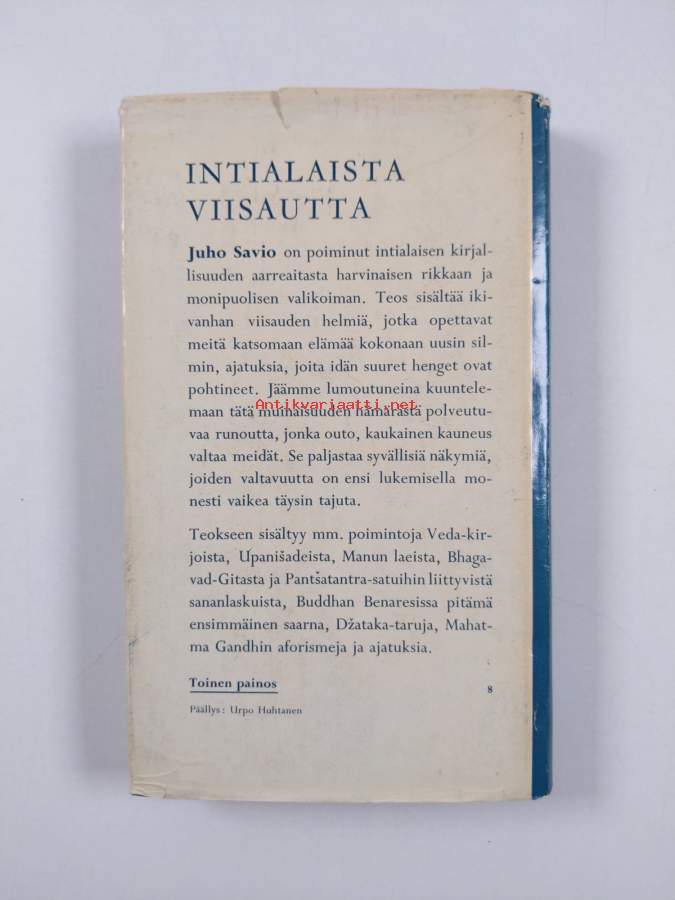 INTIALAISTA
VIISAUTTA
Juho Savio on poiminut intialaisen kirjal-
lisuuden aarreaitasta harvinaisen rikkaan ja
monipuolisen valikoiman. Teos sisältää iki-
vanhan viisauden helmiä, jotka opettavat
meitä katsomaan elämää kokonaan uusin sil-
min, ajatuksia, joita idän suuret henget ovat
pohtineet. Jäämme lumoutuneina kuuntele-
Antikvariaatti.net
maan tätä muinaisuuden hämärästä polveutu-
vaa runoutta, jonka outo, kaukainen kauneus
valtaa meidät. Se paljastaa syvällisiä näkymiä,
joiden valtavuutta on ensi lukemisella mo-
nesti vaikea täysin tajuta.
Teokseen sisältyy mm. poimintoja Veda-kir-
joista, Upanišadeista, Manun laeista, Bhaga-
vad-Gitasta ja Pantšatantra-satuihin liittyvistä
sananlaskuista, Buddhan Benaresissa pitämä
ensimmäinen saarna, Džataka-taruja, Mahat-
ma Gandhin aforismeja ja ajatuksia.
Toinen painos
8
Päällys: Urpo Huhtanen